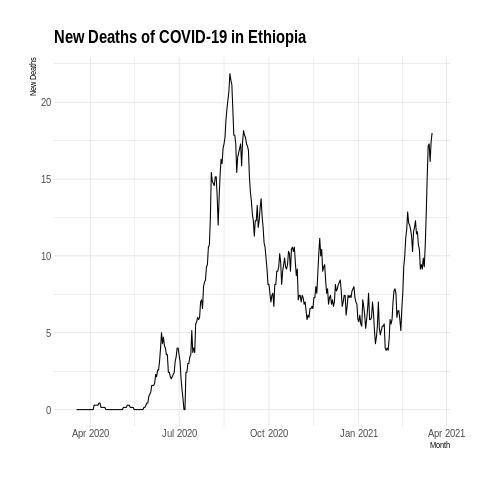 New Deaths of COVID-19 in Ethiopia
New Deaths
20
15
10
5
0
Apr 2020
Jul 2020
Oct 2020
Jan 2021
Apr 2021
Month